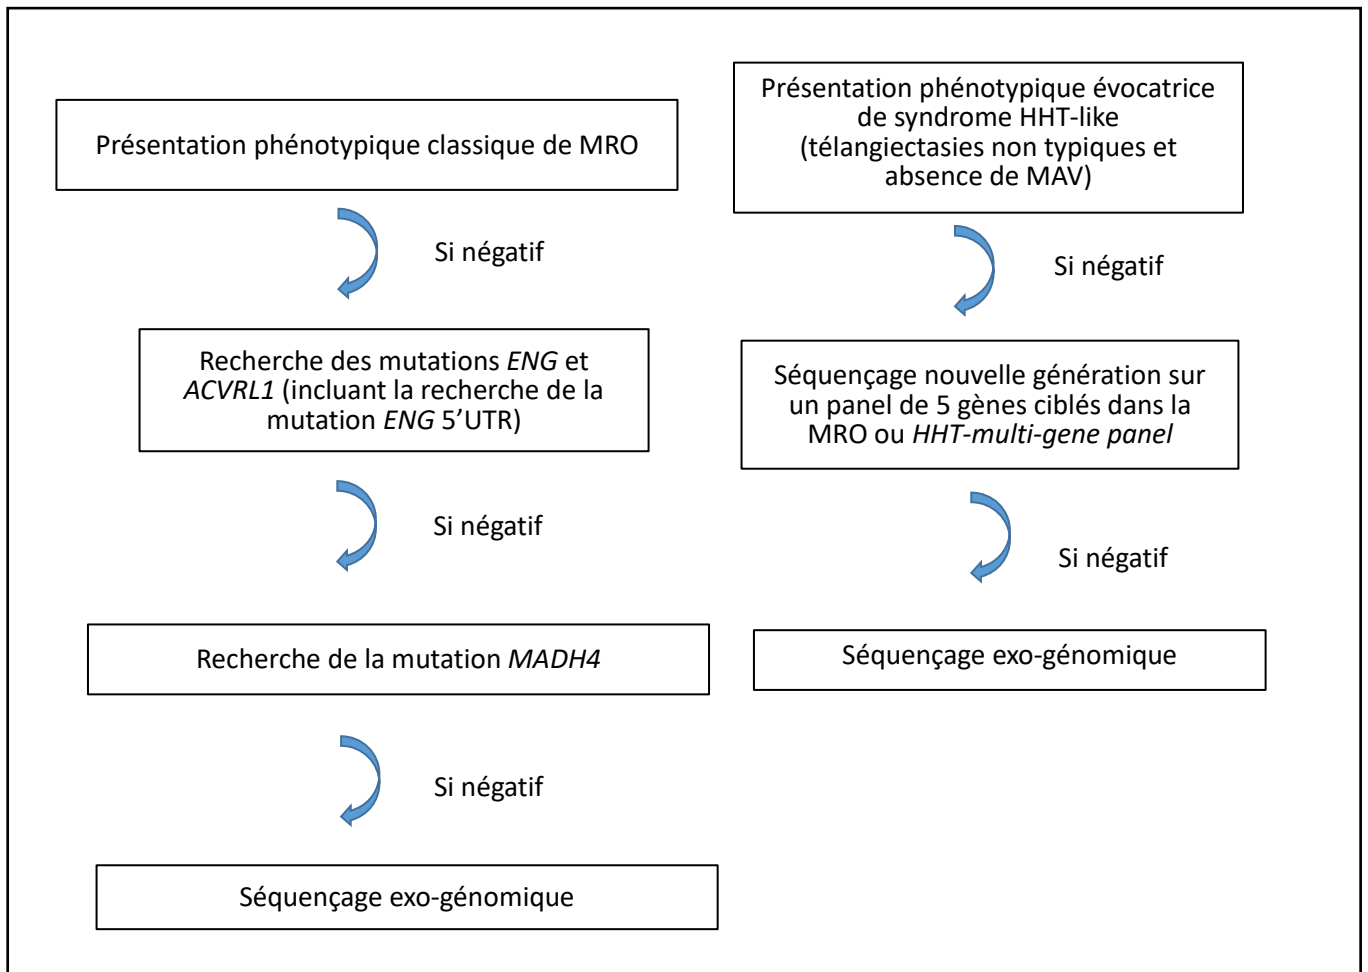 Présentation phénotypique classique de MRO
Si négatif
Recherche des mutations ENG et
ACVRL1 (incluant la recherche de la
mutation ENG 5’UTR)
Si négatif
Recherche de la mutation MADH4
Si négatif
Séquençage exo-génomique
Présentation phénotypique évocatrice
de syndrome HHT-like
(télangiectasies non typiques et
absence de MAV)
Si négatif
Séquençage nouvelle génération sur
un panel de 5 gènes ciblés dans la
MRO ou HHT-multi-gene panel
Si négatif
Séquençage exo-génomique